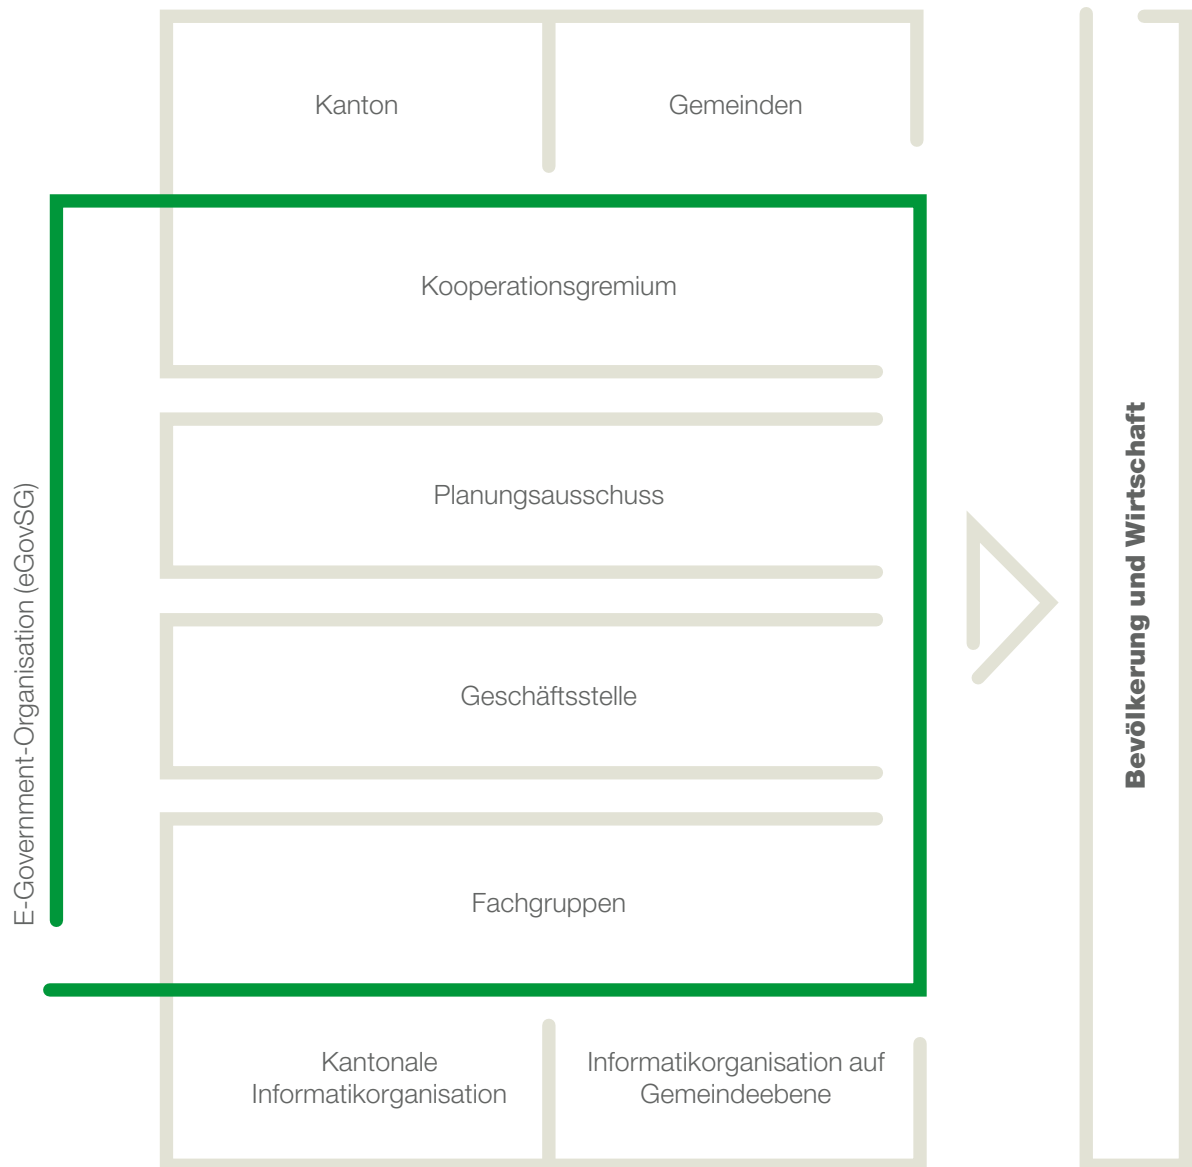 Kanton
Gemeinden
Kooperationsgremium
Planungsausschuss
Geschäftsstelle
Fachgruppen
Kantonale
Informatikorganisation
Informatikorganisation auf
Gemeindeebene
E-Government-Organisation (eGovSG)
Bevölkerung und Wirtschaft